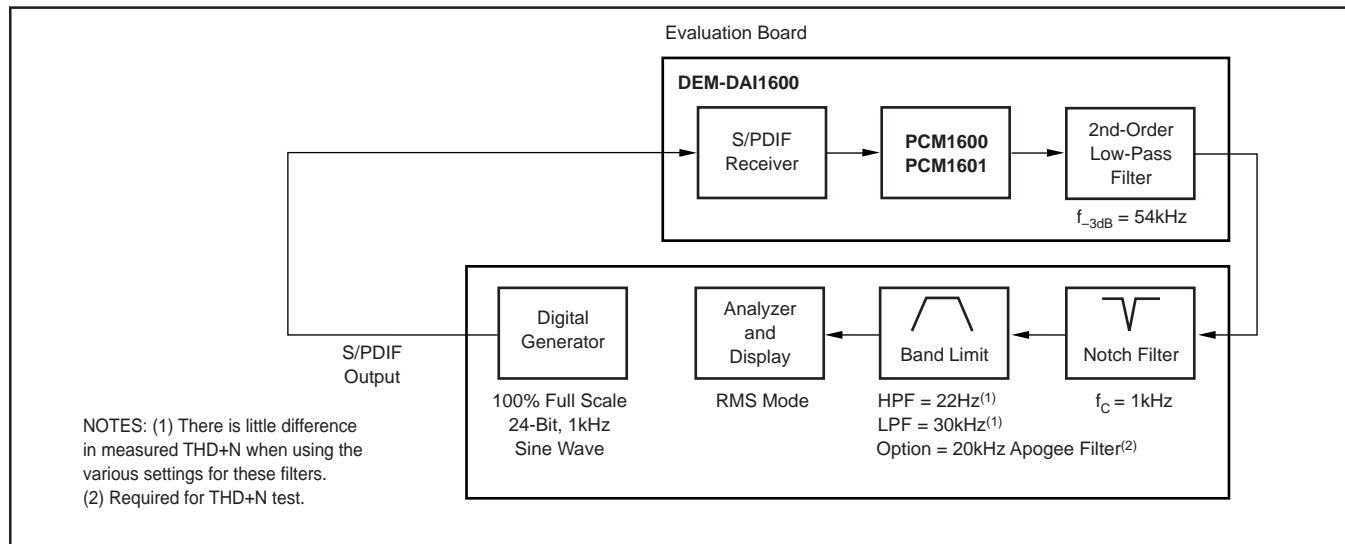 Evaluation Board
DEM-DAI1600
S/PDIF
Receiver
PCM1600
PCM1601
2nd-Order
Low-Pass
Filter
f–3dB = 54kHz
S/PDIF
Output
Digital
Generator
100% Full Scale
24-Bit, 1kHz
Sine Wave
Analyzer
and
Display
RMS Mode
Band Limit
HPF = 22Hz(1)
LPF = 30kHz(1)
Option = 20kHz Apogee Filter(2)
Notch Filter
fC = 1kHz
NOTES: (1) There is little difference
in measured THD+N when using the
various settings for these filters.
(2) Required for THD+N test.